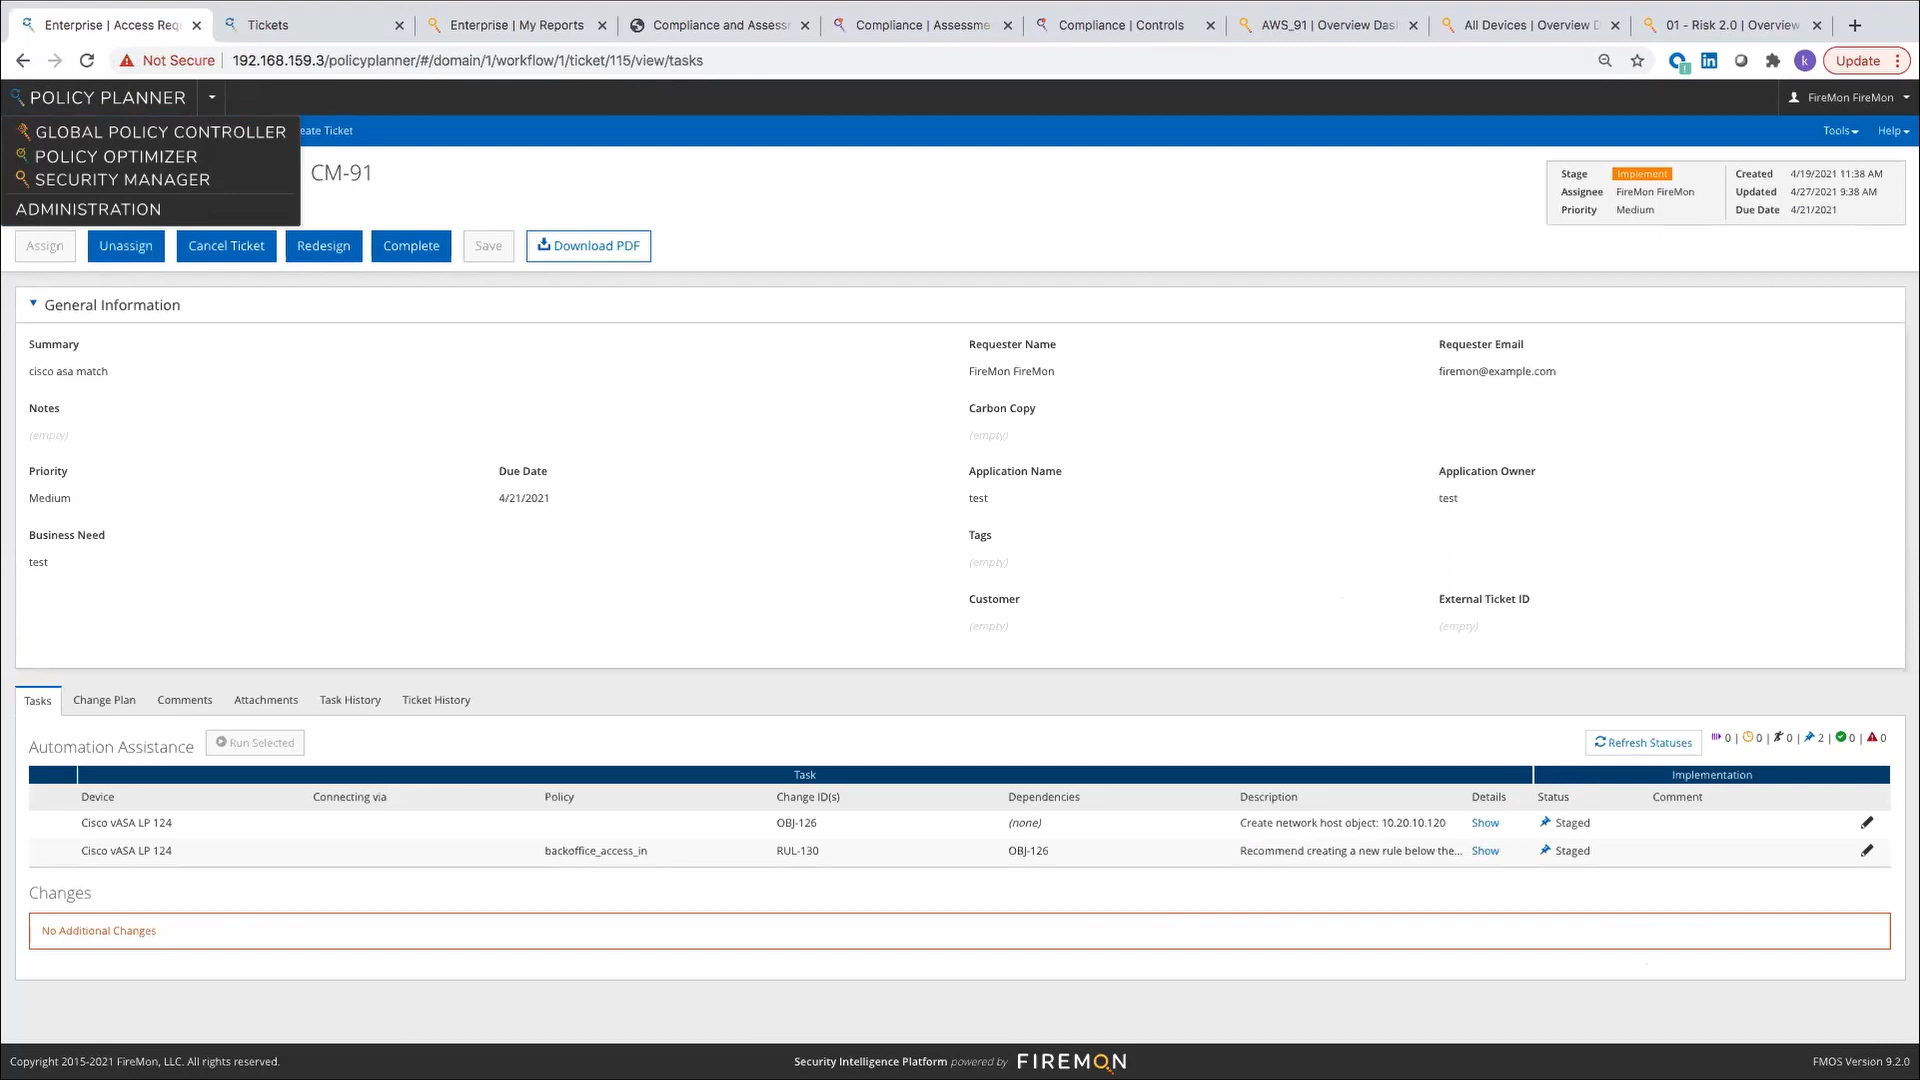 Enterprise | Access Req
Tickets
Enterprise | My Reports
Compliance and Assess
Compliance | Assessme
Compliance | Controls
AWS_91 | Overview Das
All Devices | Overview D
01 - Risk 2.0 | Overview
Not Secure
192.168.159.3/policyplanner/#/domain/1/workflow/1/ticket/115/view/tasks
k
Update
POLICY PLANNER
FireMon FireMon
GLOBAL POLICY CONTROLLER
POLICY OPTIMIZER
SECURITY MANAGER
ADMINISTRATION
eate Ticket
Tools
Help
CM-91
Stage Implement
Assignee FireMon FireMon
Priority Medium
Created 4/19/2021 11:38 AM
Updated 4/27/2021 9:38 AM
Due Date 4/21/2021
Assign
Unassign
Cancel Ticket
Redesign
Complete
Save
Download PDF
General Information
Summary
cisco asa match
Requester Name
FireMon FireMon
Requester Email
firemon@example.com
Notes
(empty)
Carbon Copy
(empty)
Priority
Medium
Due Date
4/21/2021
Application Name
test
Application Owner
test
Business Need
test
Tags
(empty)
Customer
(empty)
External Ticket ID
(empty)
Tasks
Change Plan
Comments
Attachments
Task History
Ticket History
Automation Assistance
Run Selected
Refresh Statuses
0 | 0 | 0 | 2 | 0 | 0
Task
Implementation
Device Connecting via Policy Change ID(s) Dependencies Description Details Status Comment
Cisco vASA LP 124 OBJ-126 (none) Create network host object: 10.20.10.120 Show Staged
Cisco vASA LP 124 backoffice_access_in RUL-130 OBJ-126 Recommend creating a new rule below the... Show Staged
Changes
No Additional Changes
Copyright 2015-2021 FireMon, LLC. All rights reserved.
Security Intelligence Platform powered by FIREMON
FMOS Version 9.2.0